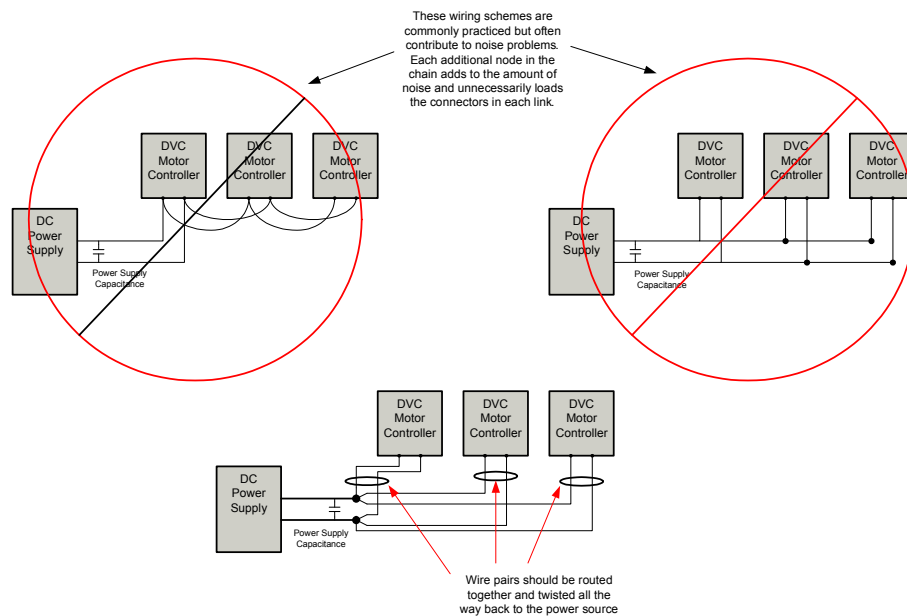 These wiring schemes are
commonly practiced but often
contribute to noise problems.
Each additional node in the
chain adds to the amount of
noise and unnecessarily loads
the connectors in each link.
DVC
Motor
Controller
DVC
Motor
Controller
DVC
Motor
Controller
DC
Power
Supply
Power Supply
Capacitance
DVC
Motor
Controller
DVC
Motor
Controller
DVC
Motor
Controller
DC
Power
Supply
Power Supply
Capacitance
DVC
Motor
Controller
DVC
Motor
Controller
DVC
Motor
Controller
DC
Power
Supply
Power Supply
Capacitance
Wire pairs should be routed
together and twisted all the
way back to the power source